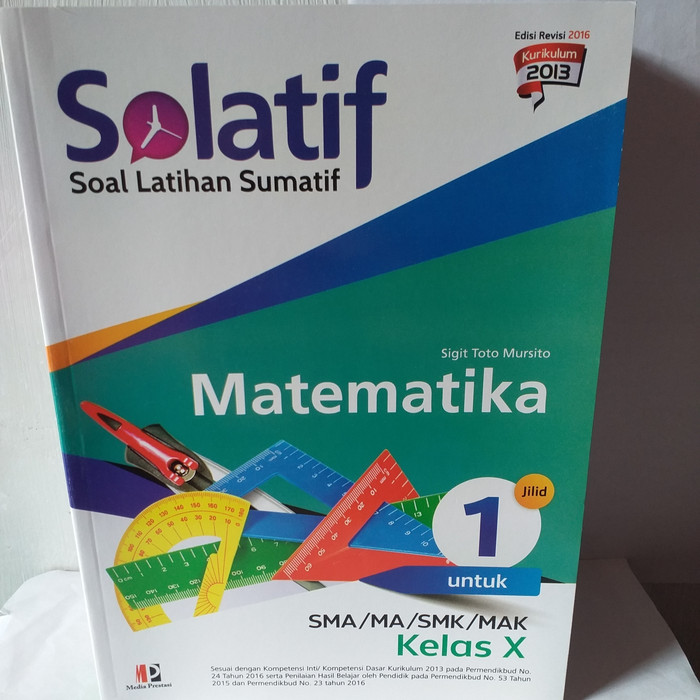 Edisi Revisi 2016
Kurikulum
2013
Solatif
Soal Latihan Sumatif
Sigit Toto Mursito
Matematika
Jilid
1
untuk
SMA/MA/SMK/MAK
Kelas X
Sesuai dengan Kompetensi Inti/ Kompetensi Dasar Kurikulum 2013 pada Permendikbud No.
24 Tahun 2016 serta Penilaian Hasil Belajar oleh Pendidik pada Permendikbud No. 53 Tahun
2015 dan Permendikbud No. 23 tahun 2016
MP
Media Prestasi